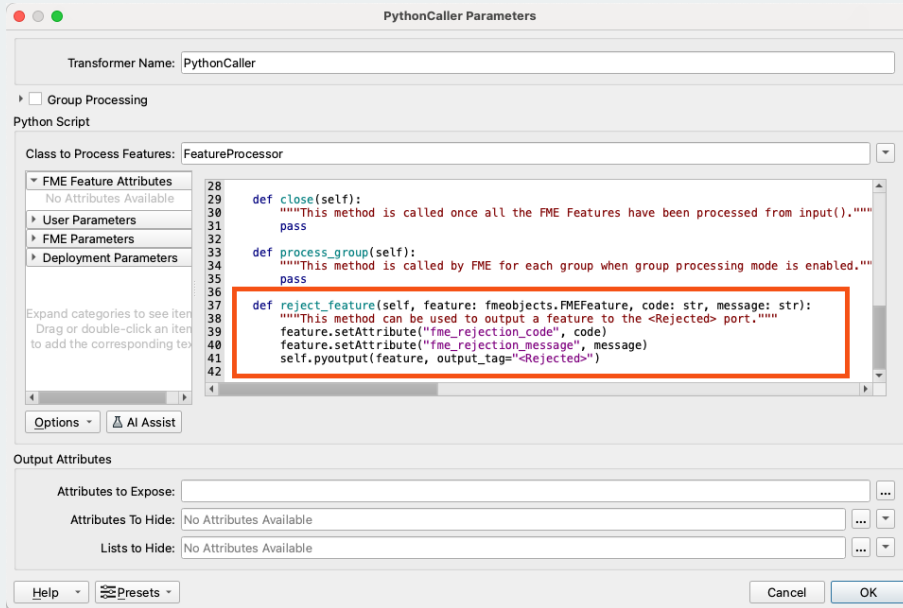 PythonCaller Parameters
Transformer Name: PythonCaller
Group Processing
Python Script
Class to Process Features: FeatureProcessor
FME Feature Attributes
No Attributes Available
User Parameters
FME Parameters
Deployment Parameters
Expand categories to see iten
Drag or double-click an iten
to add the corresponding tex
28
29 def close(self):
30 """This method is called once all the FME Features have been processed from input()."""
31 pass
32
33 def process_group(self):
34 """This method is called by FME for each group when group processing mode is enabled.""
35 pass
36
37 def reject_feature(self, feature: fmeobjects.FMEFeature, code: str, message: str):
38 """This method can be used to output a feature to the <Rejected> port."""
39 feature.setAttribute("fme_rejection_code", code)
40 feature.setAttribute("fme_rejection_message", message)
41 self.pyoutput(feature, output_tag="<Rejected>")
42
Options
AI Assist
Output Attributes
Attributes to Expose:
...
Attributes To Hide: No Attributes Available
...
Lists to Hide: No Attributes Available
...
Help
Presets
Cancel
OK